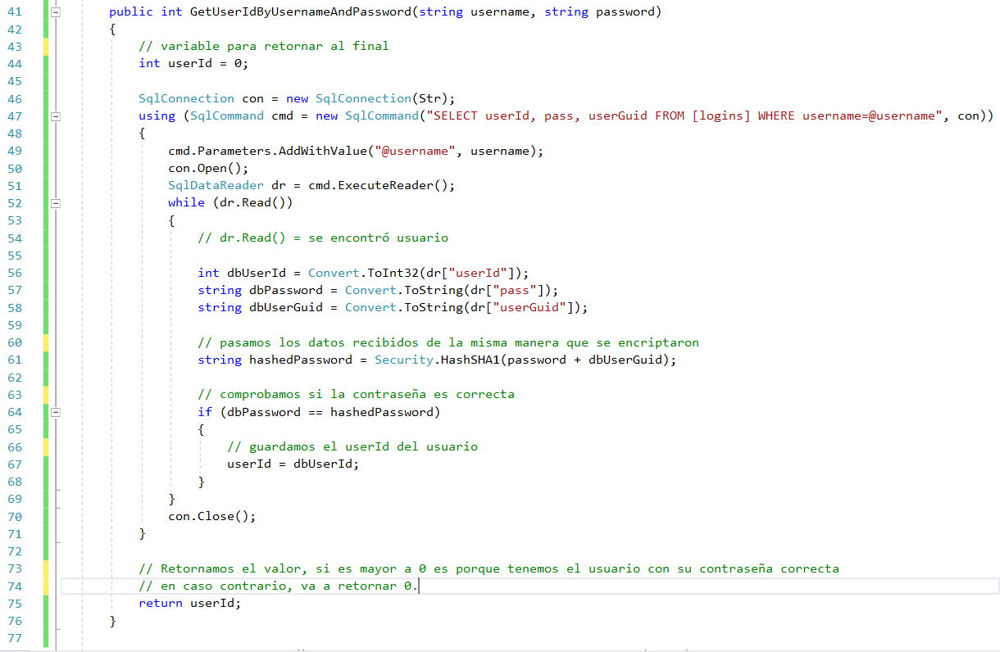 41 public int GetUserIdByUsernameAndPassword(string username, string password)
42 {
43 // variable para retornar al final
44 int userId = 0;
45
46 SqlConnection con = new SqlConnection(Str);
47 using (SqlCommand cmd = new SqlCommand("SELECT userId, pass, userGuid FROM [logins] WHERE username=@username", con))
48 {
49 cmd.Parameters.AddWithValue("@username", username);
50 con.Open();
51 SqlDataReader dr = cmd.ExecuteReader();
52 while (dr.Read())
53 {
54 // dr.Read() = se encontró usuario
55
56 int dbUserId = Convert.ToInt32(dr["userId"]);
57 string dbPassword = Convert.ToString(dr["pass"]);
58 string dbUserGuid = Convert.ToString(dr["userGuid"]);
59
60 // pasamos los datos recibidos de la misma manera que se encriptaron
61 string hashedPassword = Security.HashSHA1(password + dbUserGuid);
62
63 // comprobamos si la contraseña es correcta
64 if (dbPassword == hashedPassword)
65 {
66 // guardamos el userId del usuario
67 userId = dbUserId;
68 }
69 }
70 con.Close();
71 }
72
73 // Retornamos el valor, si es mayor a 0 es porque tenemos el usuario con su contraseña correcta
74 // en caso contrario, va a retornar 0.
75 return userId;
76 }
77